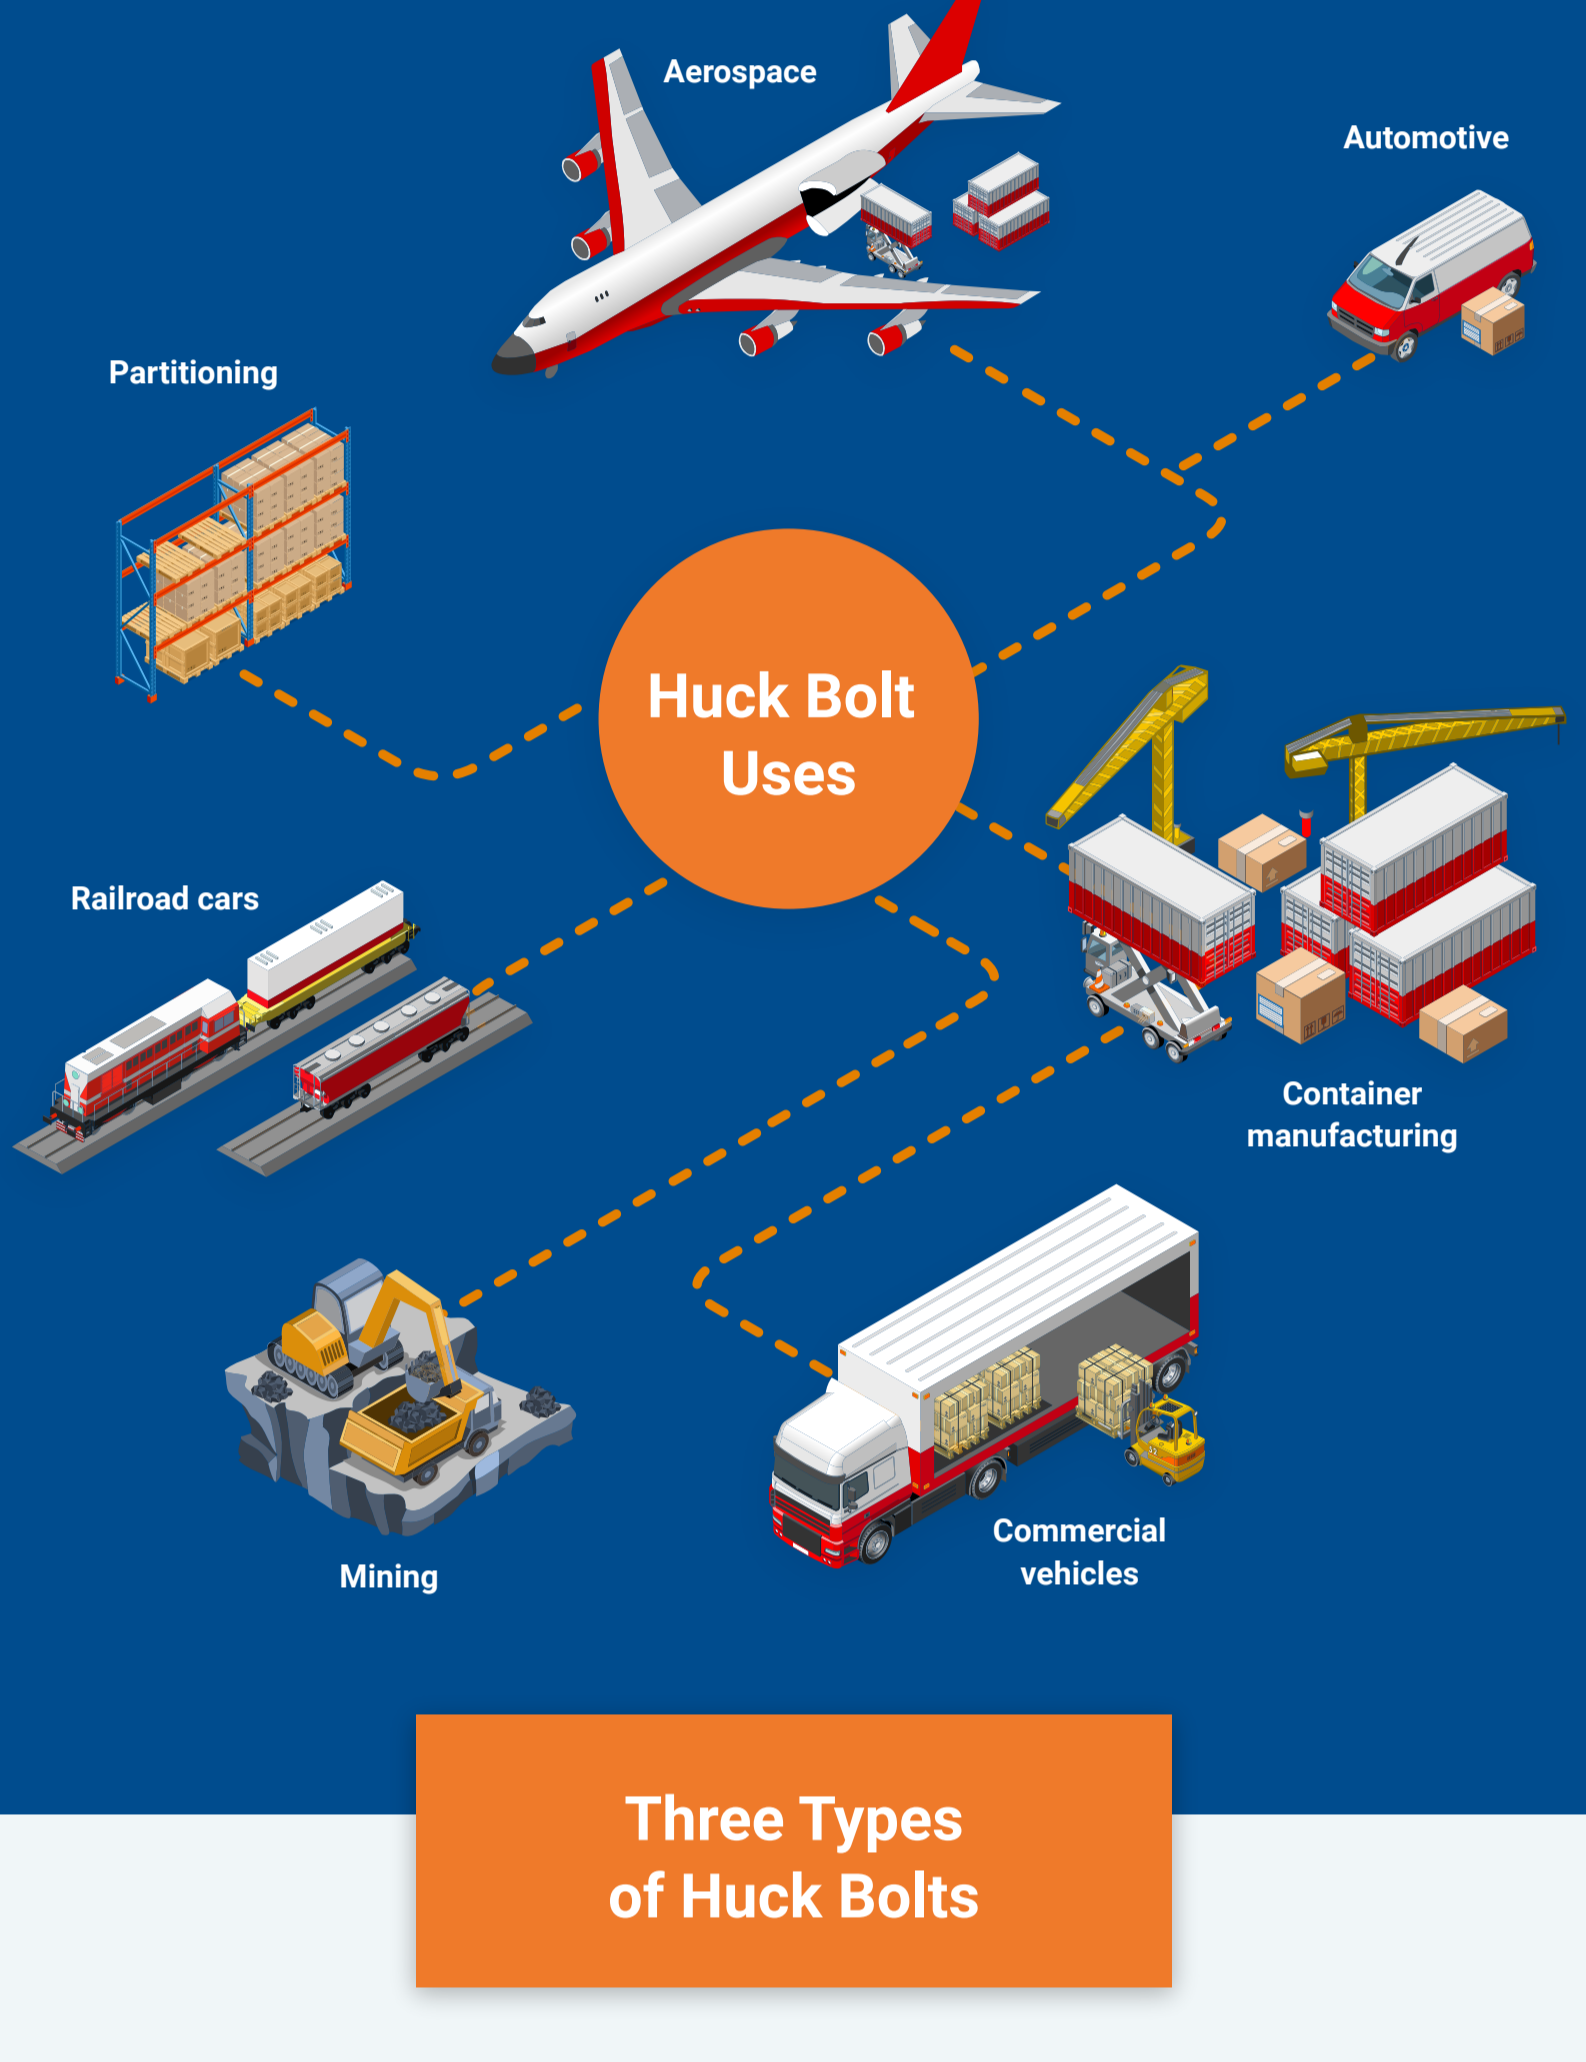 Aerospace
Automotive
Partitioning
Huck Bolt
Uses
Railroad cars
Container
manufacturing
Mining
Commercial
vehicles
Three Types
of Huck Bolts